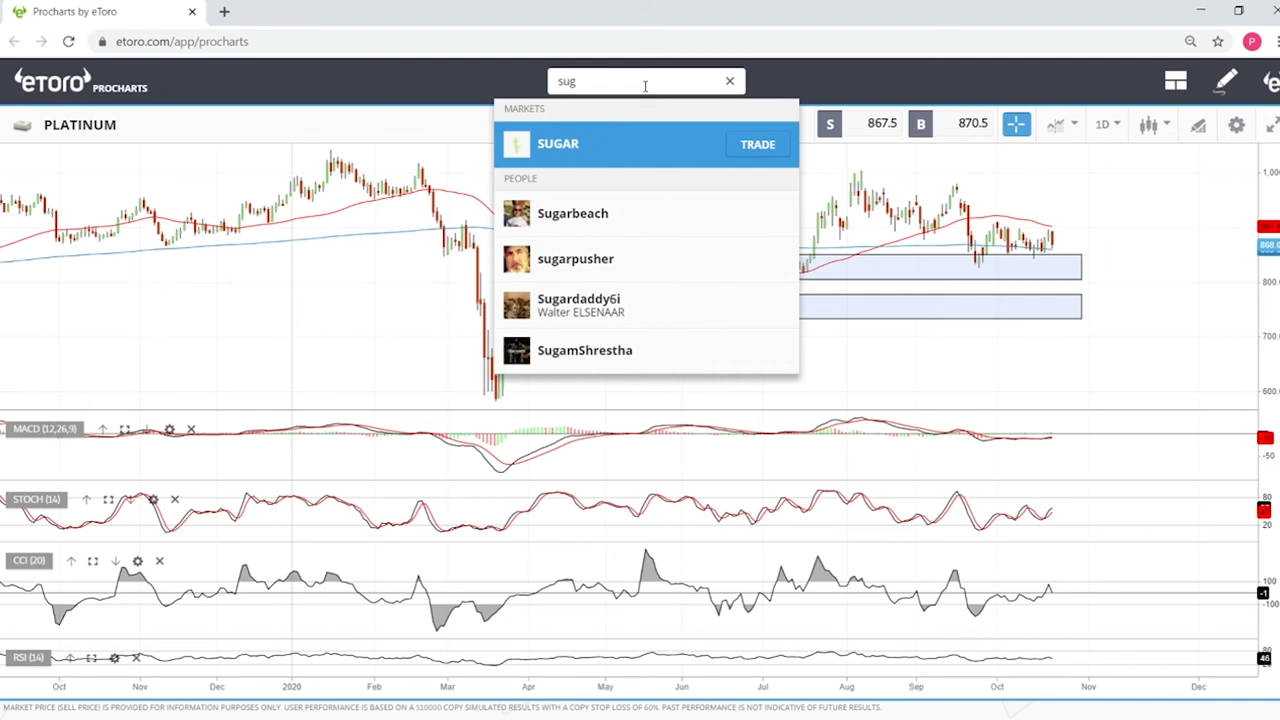 Procharts by eToro
etoro.com/app/procharts
P
eTORO PROCHARTS
sug
MARKETS
SUGAR TRADE
PEOPLE
Sugarbeach
sugarpusher
Sugardaddy6i
Walter ELSENAAR
SugamShrestha
PLATINUM
S 867.5 B 870.5 1D
1,00
868.0
800.
700.
600.
MACD (12,26,9)
-50
STOCH (14)
80
20
CCI (20)
100
-1
-100
RSI (14)
46
Oct Nov Dec 2020 Feb Mar Apr May Jun Jul Aug Sep Oct Nov Dec
MARKET PRICE (SELL PRICE) IS PROVIDED FOR INFORMATION PURPOSES ONLY. USER PERFORMANCE IS BASED ON A $10000 COPY SIMULATED RESULTS WITH A COPY STOP LOSS OF 60%. PAST PERFORMANCE IS NOT INDICATIVE OF FUTURE RESULTS.